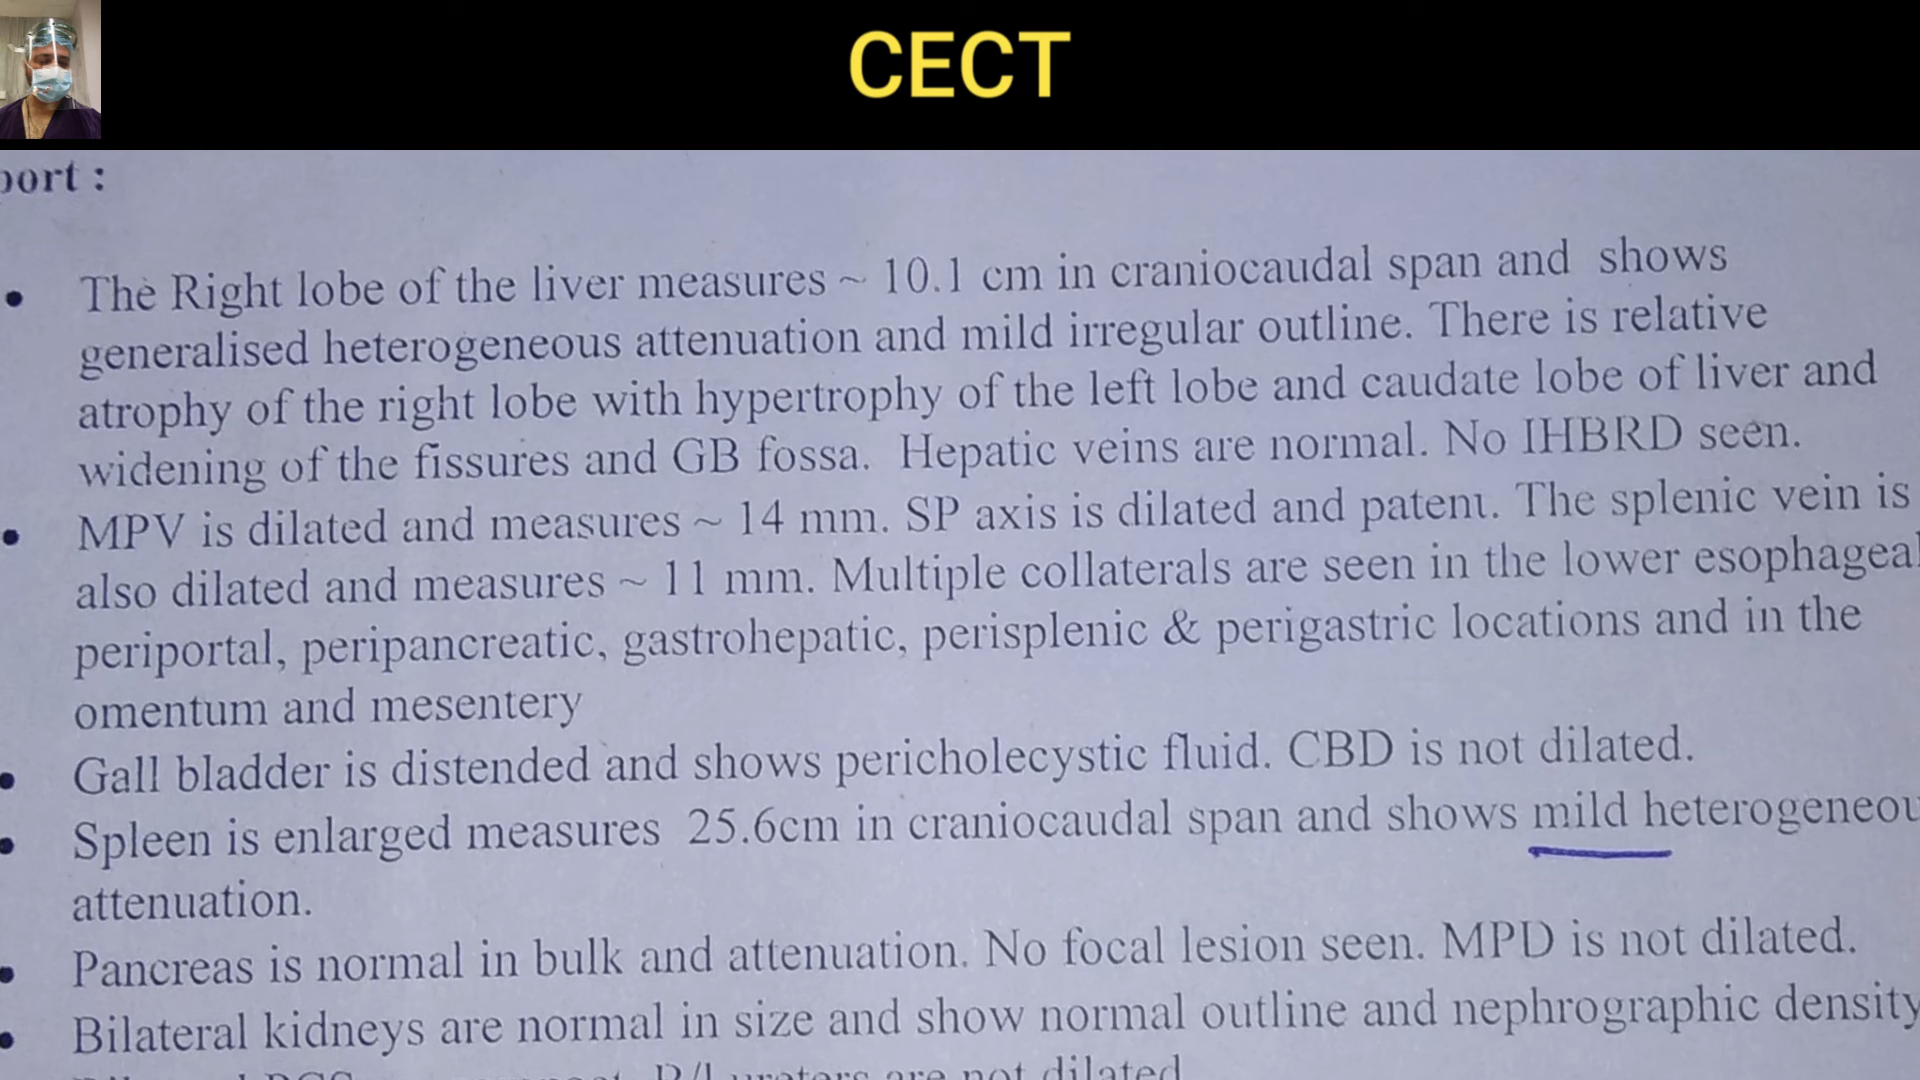 CECT
port :
• The Right lobe of the liver measures ~ 10.1 cm in craniocaudal span and shows
generalised heterogeneous attenuation and mild irregular outline. There is relative
atrophy of the right lobe with hypertrophy of the left lobe and caudate lobe of liver and
widening of the fissures and GB fossa. Hepatic veins are normal. No IHBRD seen.
• MPV is dilated and measures ~ 14 mm. SP axis is dilated and patent. The splenic vein is
also dilated and measures ~ 11 mm. Multiple collaterals are seen in the lower esophageal
periportal, peripancreatic, gastrohepatic, perisplenic & perigastric locations and in the
omentum and mesentery
• Gall bladder is distended and shows pericholecystic fluid. CBD is not dilated.
• Spleen is enlarged measures 25.6cm in craniocaudal span and shows mild heterogeneou
attenuation.
• Pancreas is normal in bulk and attenuation. No focal lesion seen. MPD is not dilated.
• Bilateral kidneys are normal in size and show normal outline and nephrographic density
R/L ureters are not dilated